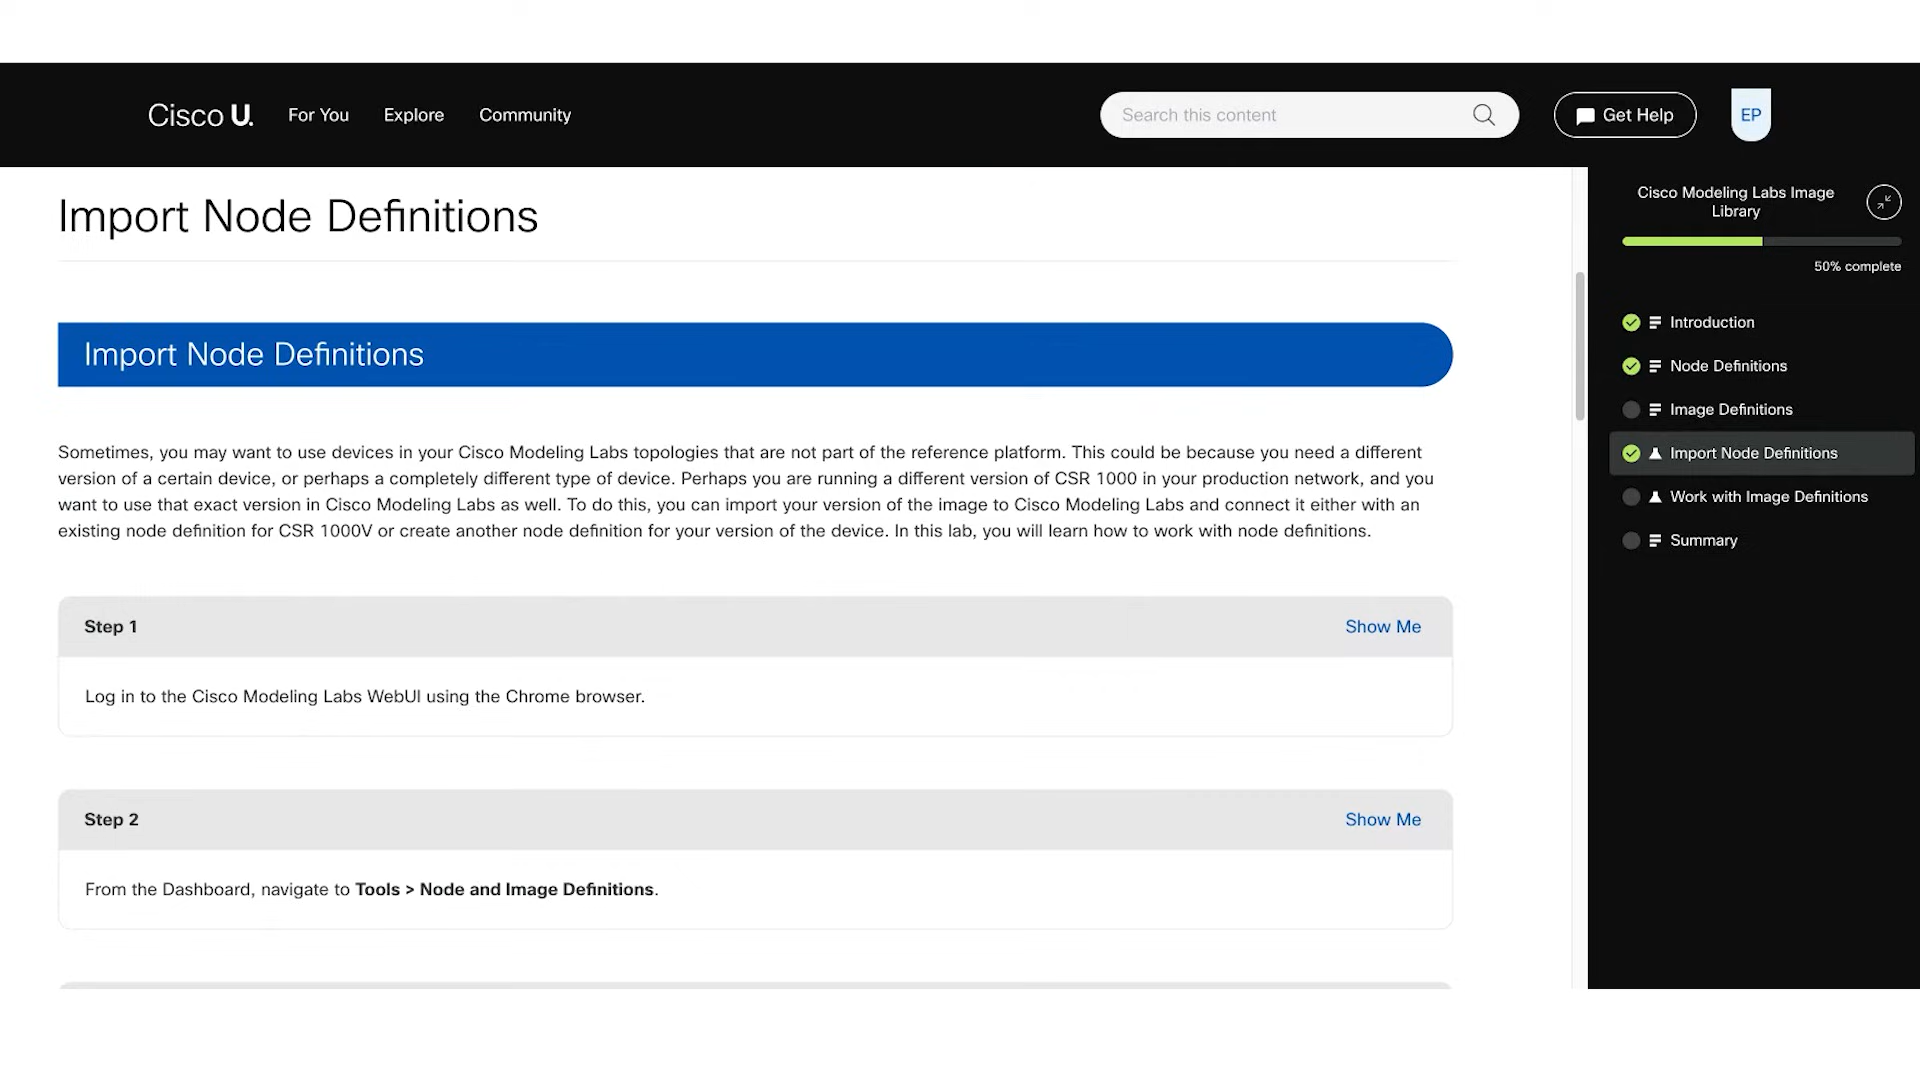 Cisco U.
For You
Explore
Community
Search this content
Get Help
EP
Import Node Definitions
Import Node Definitions
Sometimes, you may want to use devices in your Cisco Modeling Labs topologies that are not part of the reference platform. This could be because you need a different
version of a certain device, or perhaps a completely different type of device. Perhaps you are running a different version of CSR 1000 in your production network, and you
want to use that exact version in Cisco Modeling Labs as well. To do this, you can import your version of the image to Cisco Modeling Labs and connect it either with an
existing node definition for CSR 1000V or create another node definition for your version of the device. In this lab, you will learn how to work with node definitions.
Step 1
Show Me
Log in to the Cisco Modeling Labs WebUI using the Chrome browser.
Step 2
Show Me
From the Dashboard, navigate to Tools > Node and Image Definitions.
Cisco Modeling Labs Image
Library
50% complete
Introduction
Node Definitions
Image Definitions
Import Node Definitions
Work with Image Definitions
Summary